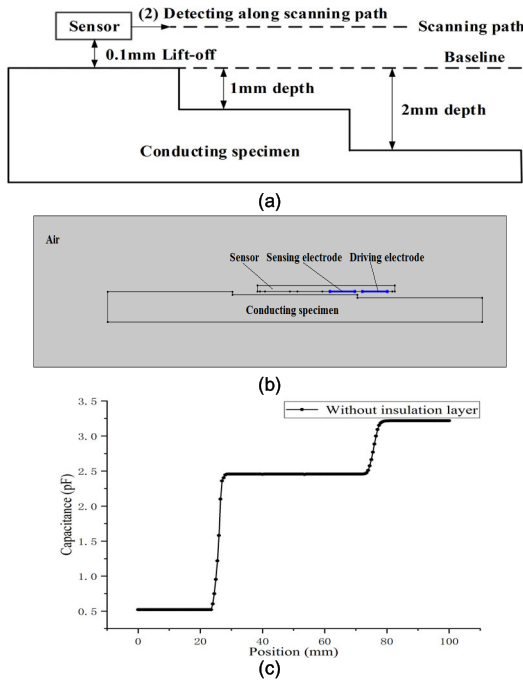 (2) Detecting along scanning path
Sensor
Scanning path
0.1mm Lift-off
Baseline
1mm depth
2mm depth
Conducting specimen
(a)
Air
Sensor Sensing electrode Driving electrode
Conducting specimen
(b)
3.5
Without insulation layer
3.0
2.5
2.0
1.5
1.0
0.5
Capacitance (pF)
0 20 40 60 80 100
Position (mm)
(c)